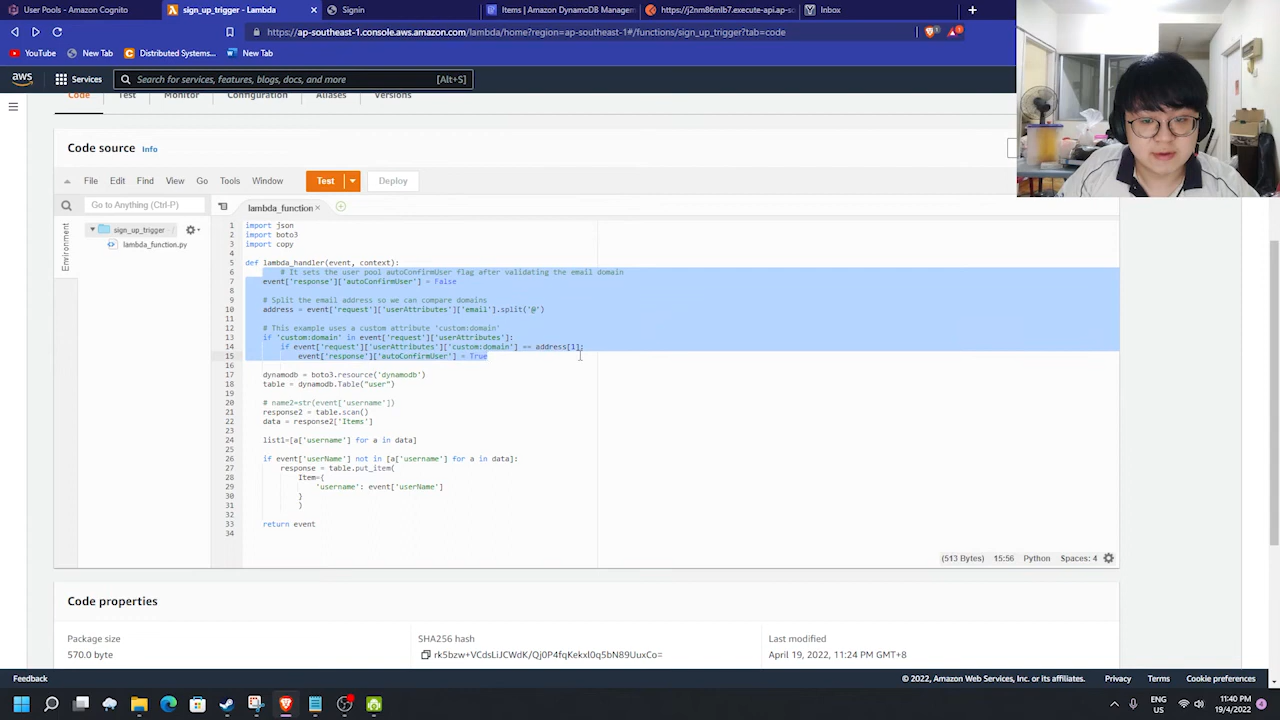 User Pools - Amazon Cognito
sign_up_trigger - Lambda
Signin
Items | Amazon DynamoDB Managem
https://j2nm86mlb7.execute-api.ap-so
Inbox
https://ap-southeast-1.console.aws.amazon.com/lambda/home?region=ap-southeast-1#/functions/sign_up_trigger?tab=code
YouTube
New Tab
Distributed Systems...
New Tab
aws
Services
Search for services, features, blogs, docs, and more
[Alt+S]
Code
Test
Monitor
Configuration
Aliases
Versions
Code source
Info
File
Edit
Find
View
Go
Tools
Window
Test
Deploy
Go to Anything (Ctrl-P)
lambda_function
Environment
sign_up_trigger
lambda_function.py
1 import json
2 import boto3
3 import copy
4
5 def lambda_handler(event, context):
6 # It sets the user pool autoConfirmUser flag after validating the email domain
7 event['response']['autoConfirmUser'] = False
8
9 # Split the email address so we can compare domains
10 address = event['request']['userAttributes']['email'].split('@')
11
12 # This example uses a custom attribute 'custom:domain'
13 if 'custom:domain' in event['request']['userAttributes']:
14 if event['request']['userAttributes']['custom:domain'] == address[1]:
15 event['response']['autoConfirmUser'] = True
16
17 dynamodb = boto3.resource('dynamodb')
18 table = dynamodb.Table("user")
19
20 # name2=str(event['username'])
21 response2 = table.scan()
22 data = response2['Items']
23
24 list1=[a['username'] for a in data]
25
26 if event['userName'] not in [a['username'] for a in data]:
27 response = table.put_item(
28 Item={
29 'username': event['userName']
30 }
31 )
32
33 return event
34
(513 Bytes)
15:56
Python
Spaces: 4
Code properties
Package size
570.0 byte
SHA256 hash
Last modified
April 19, 2022, 11:24 PM GMT+8
Feedback
© 2022, Amazon Web Services, Inc. or its affiliates.
Privacy
Terms
Cookie preferences
ENG
US
11:40 PM
19/4/2022